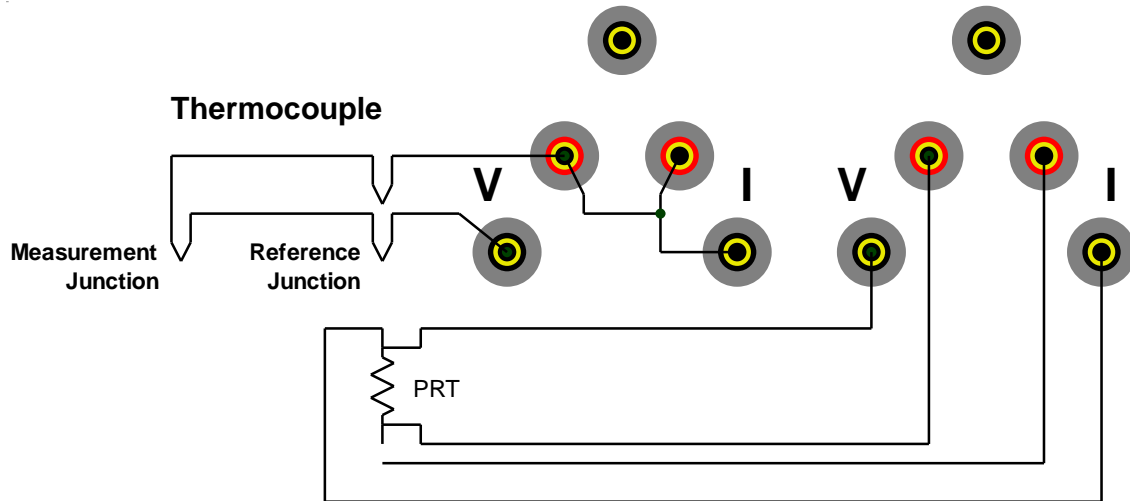 Thermocouple
V
I
V
I
Measurement
Junction
Reference
Junction
PRT